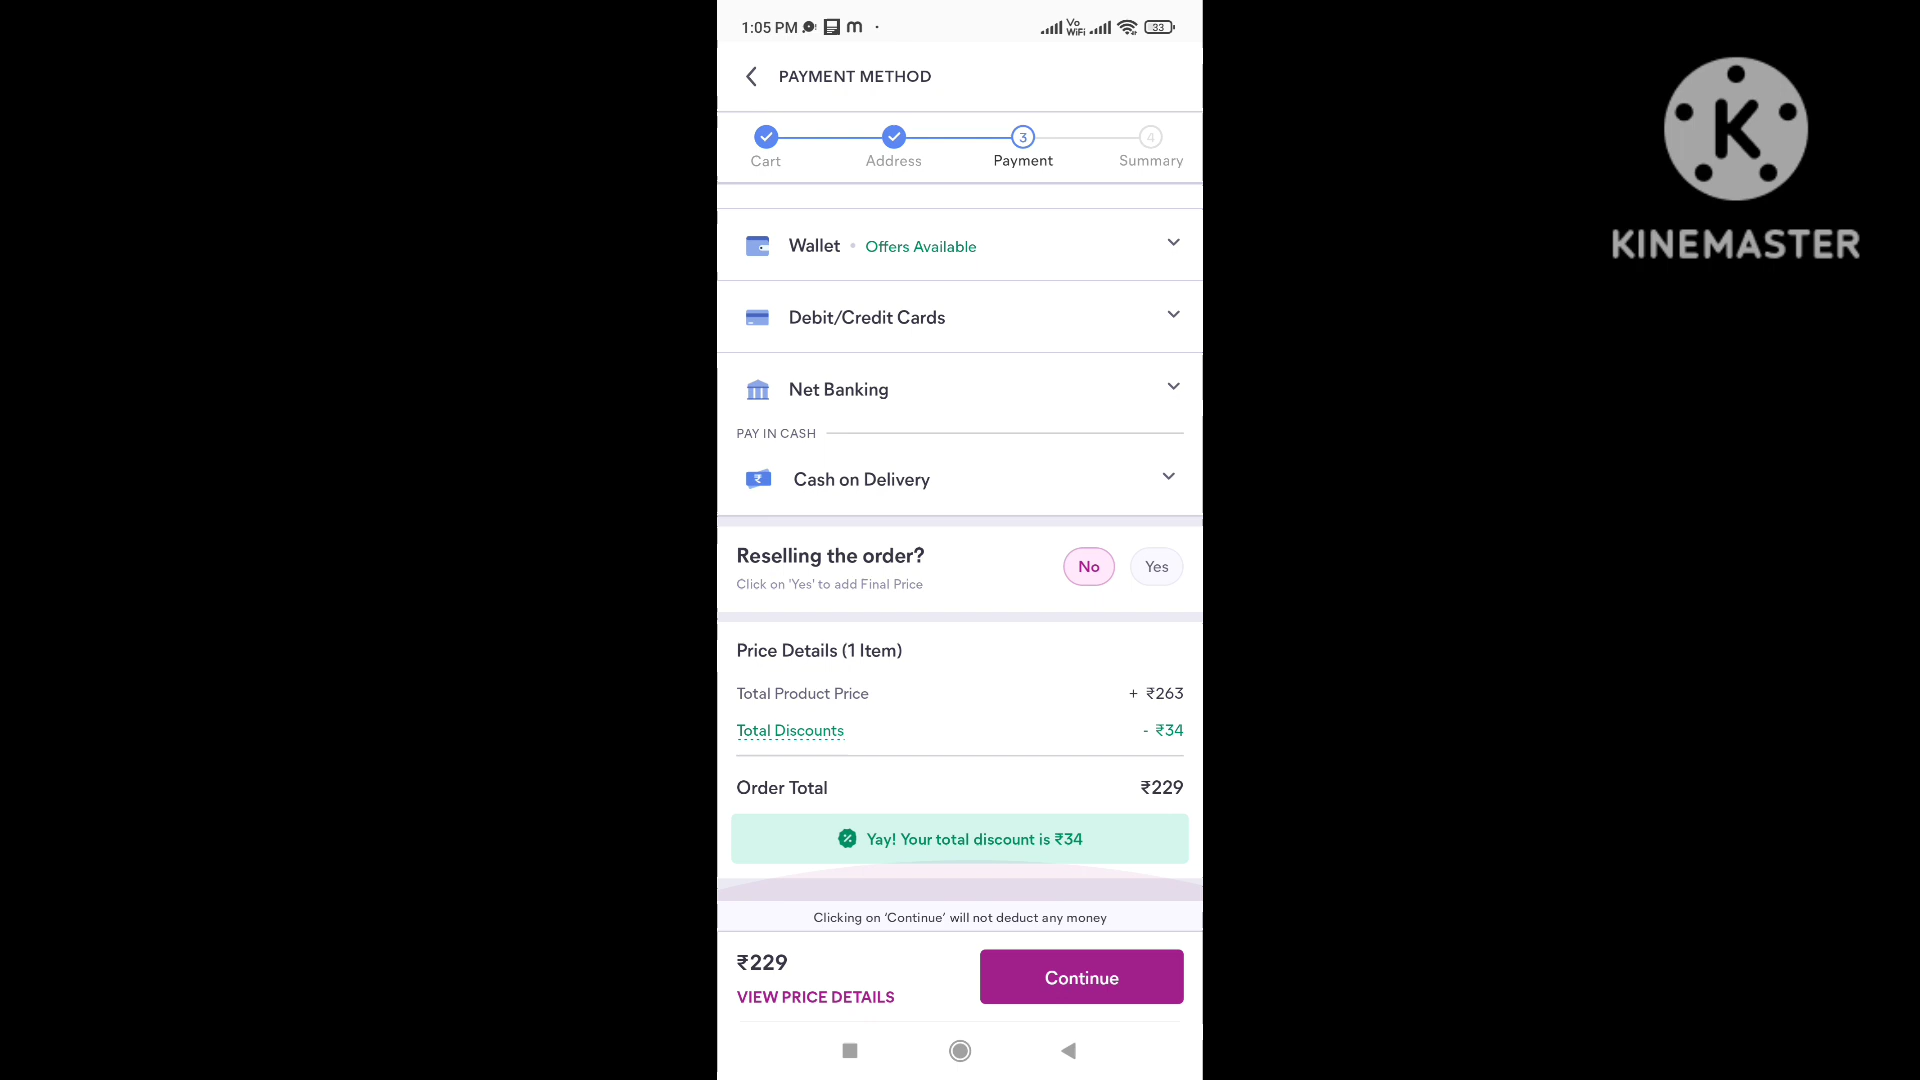 1:05 PM
Vo WiFi
33
PAYMENT METHOD
3
4
Cart
Address
Payment
Summary
Wallet • Offers Available
Debit/Credit Cards
Net Banking
PAY IN CASH
₹
Cash on Delivery
Reselling the order?
No
Yes
Click on 'Yes' to add Final Price
Price Details (1 Item)
Total Product Price + ₹263
Total Discounts - ₹34
Order Total ₹229
Yay! Your total discount is ₹34
Clicking on ‘Continue’ will not deduct any money
₹229
Continue
VIEW PRICE DETAILS
K
KINEMASTER